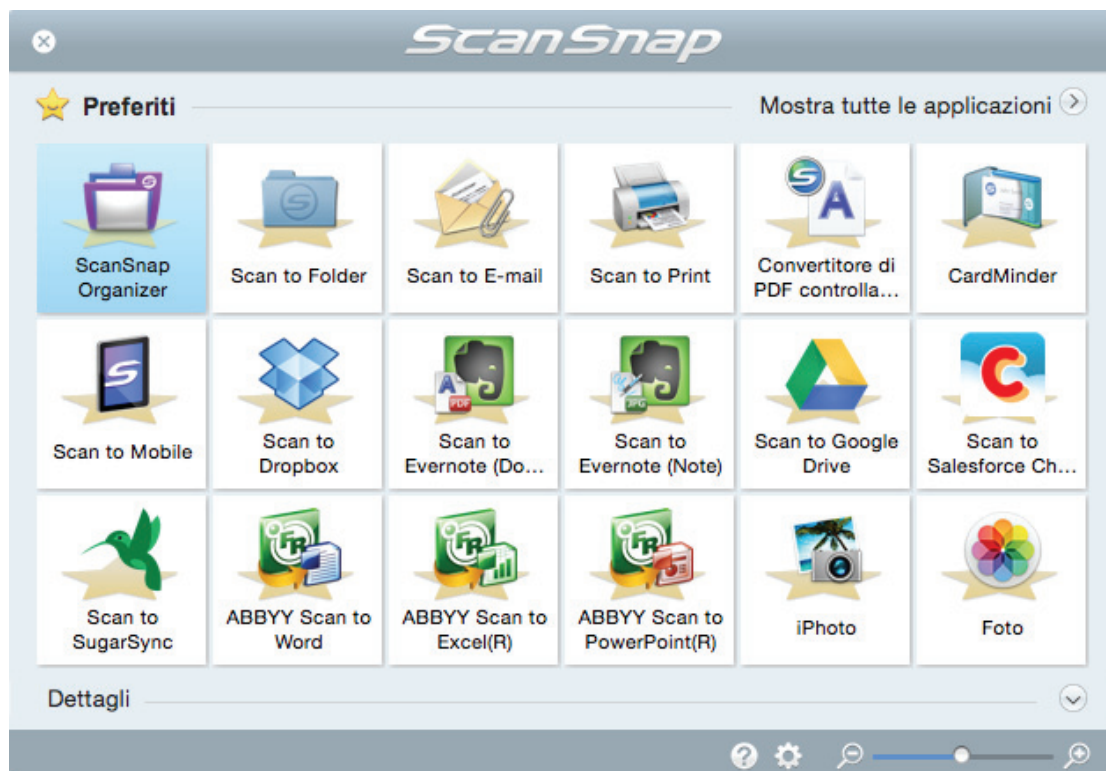 ScanSnap
Preferiti
Mostra tutte le applicazioni
ScanSnap
Organizer
Scan to Folder
Scan to E-mail
Scan to Print
Convertitore di
PDF controlla...
CardMinder
Scan to Mobile
Scan to
Dropbox
Scan to
Evernote (Do...
Scan to
Evernote (Note)
Scan to Google
Drive
Scan to
Salesforce Ch...
Scan to
SugarSync
ABBYY Scan to
Word
ABBYY Scan to
Excel(R)
ABBYY Scan to
PowerPoint(R)
iPhoto
Foto
Dettagli